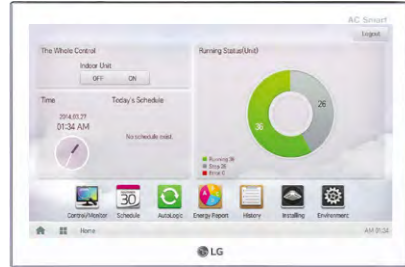 AC Smart
Logout
The Whole Control
Indoor Unit
OFF ON
Running Status(Unit)
Time
Today's Schedule
2014.03.27
01:34 AM
No schedule exist.
26
36
Running 36
Stop 26
Error 0
30
Control/Monitor Schedule AutoLogic Energy Report History Installing Environment
Home
AM 01:34
LG